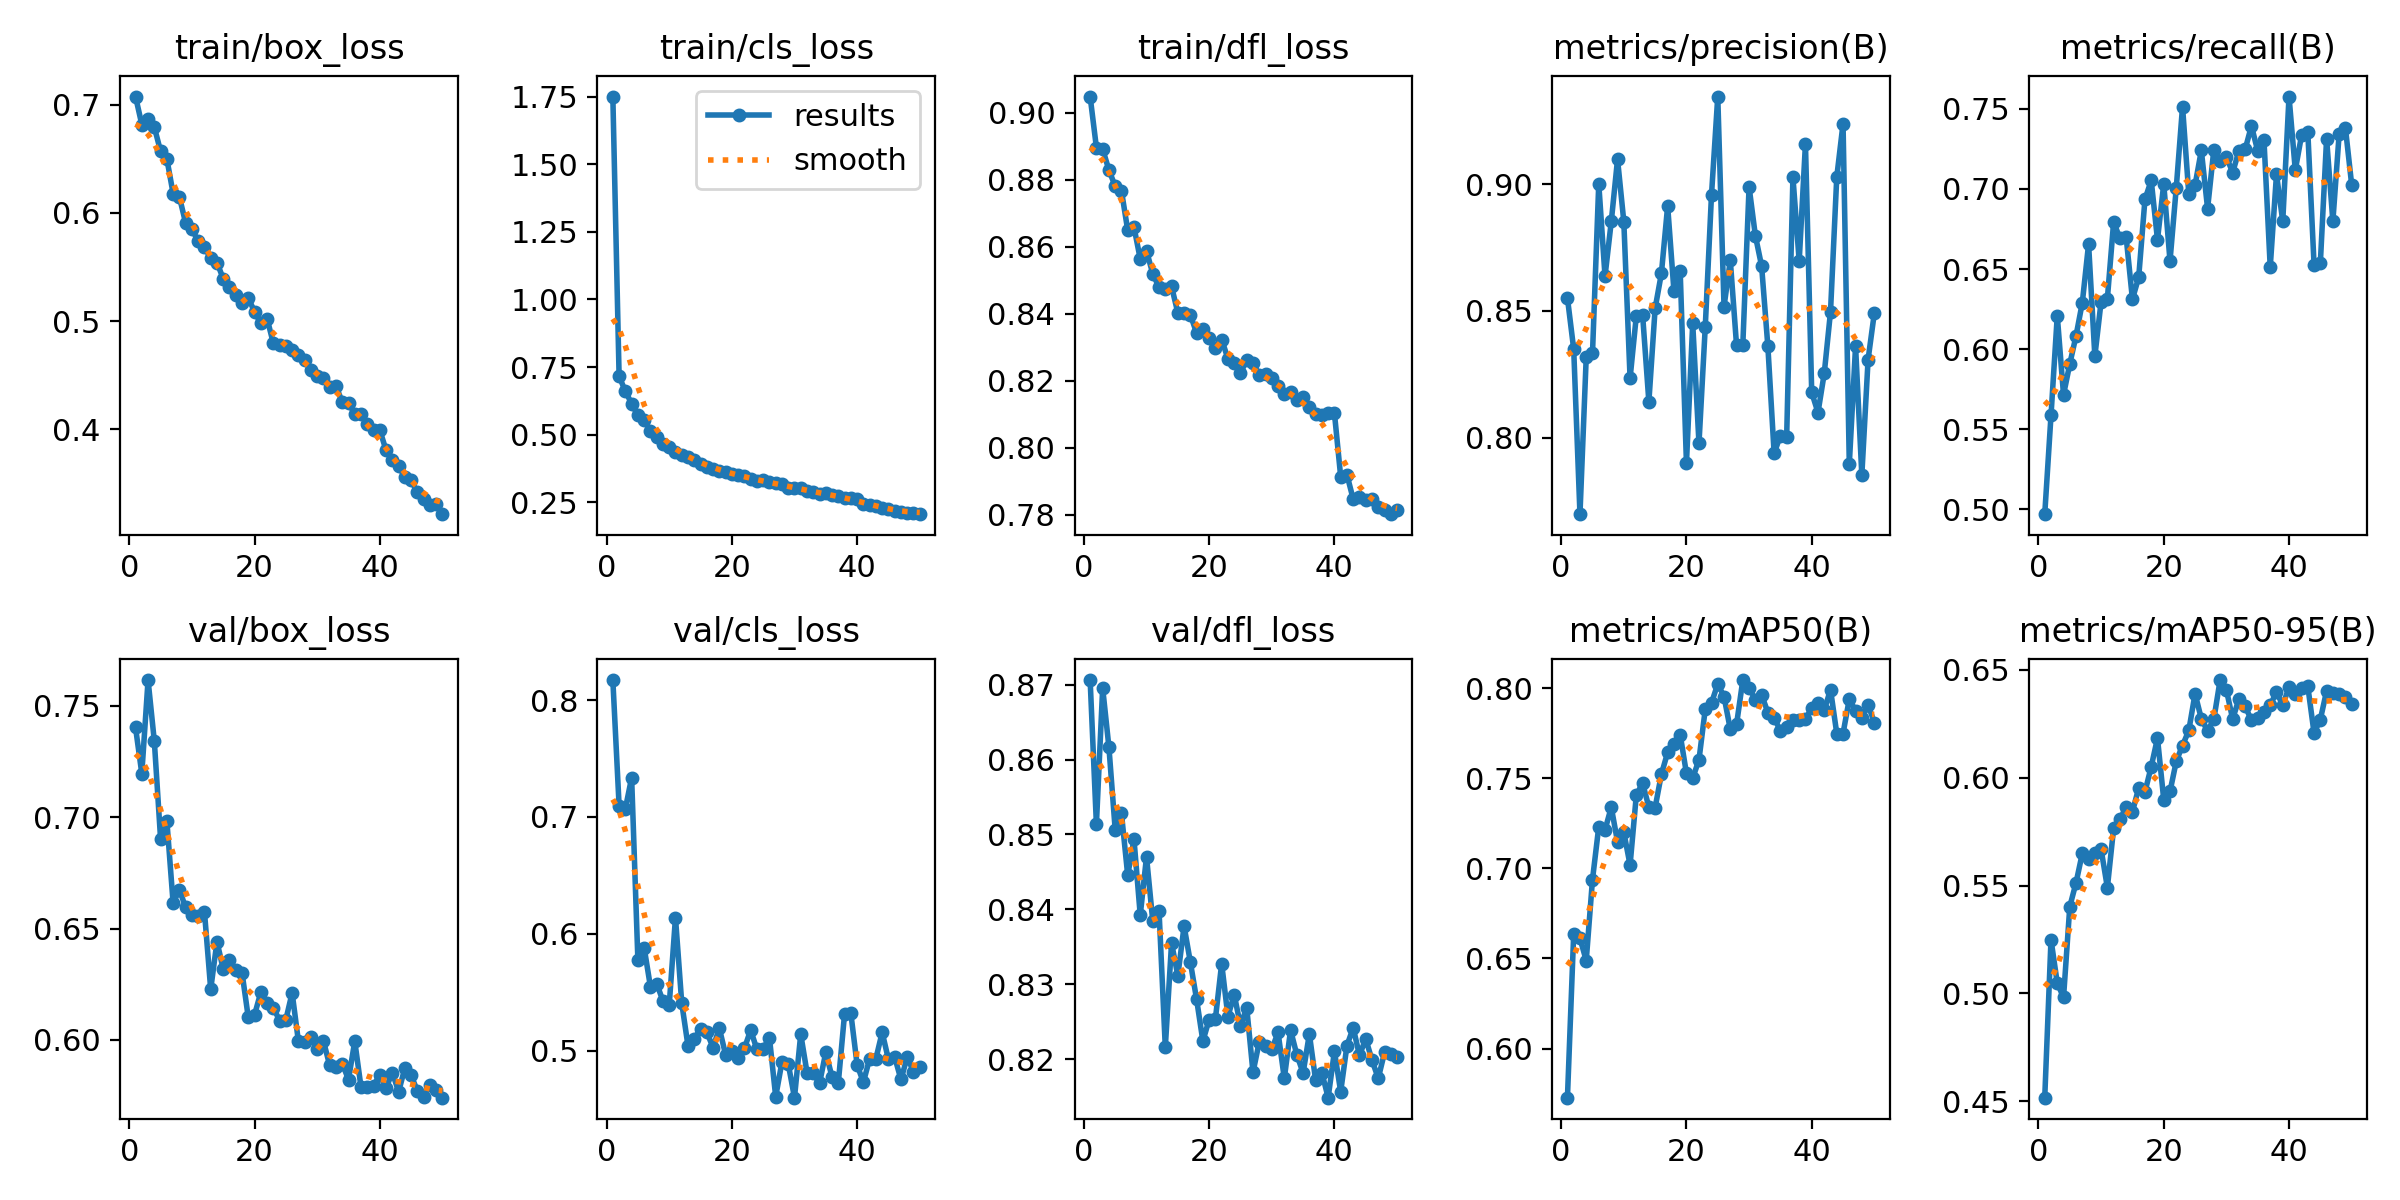 train/box_loss
0.7
0.6
0.5
0.4
0 20 40
train/cls_loss
results
smooth
1.75
1.50
1.25
1.00
0.75
0.50
0.25
0 20 40
train/dfl_loss
0.90
0.88
0.86
0.84
0.82
0.80
0.78
0 20 40
metrics/precision(B)
0.90
0.85
0.80
0 20 40
metrics/recall(B)
0.75
0.70
0.65
0.60
0.55
0.50
0 20 40
val/box_loss
0.75
0.70
0.65
0.60
0 20 40
val/cls_loss
0.8
0.7
0.6
0.5
0 20 40
val/dfl_loss
0.87
0.86
0.85
0.84
0.83
0.82
0 20 40
metrics/mAP50(B)
0.80
0.75
0.70
0.65
0.60
0 20 40
metrics/mAP50-95(B)
0.65
0.60
0.55
0.50
0.45
0 20 40